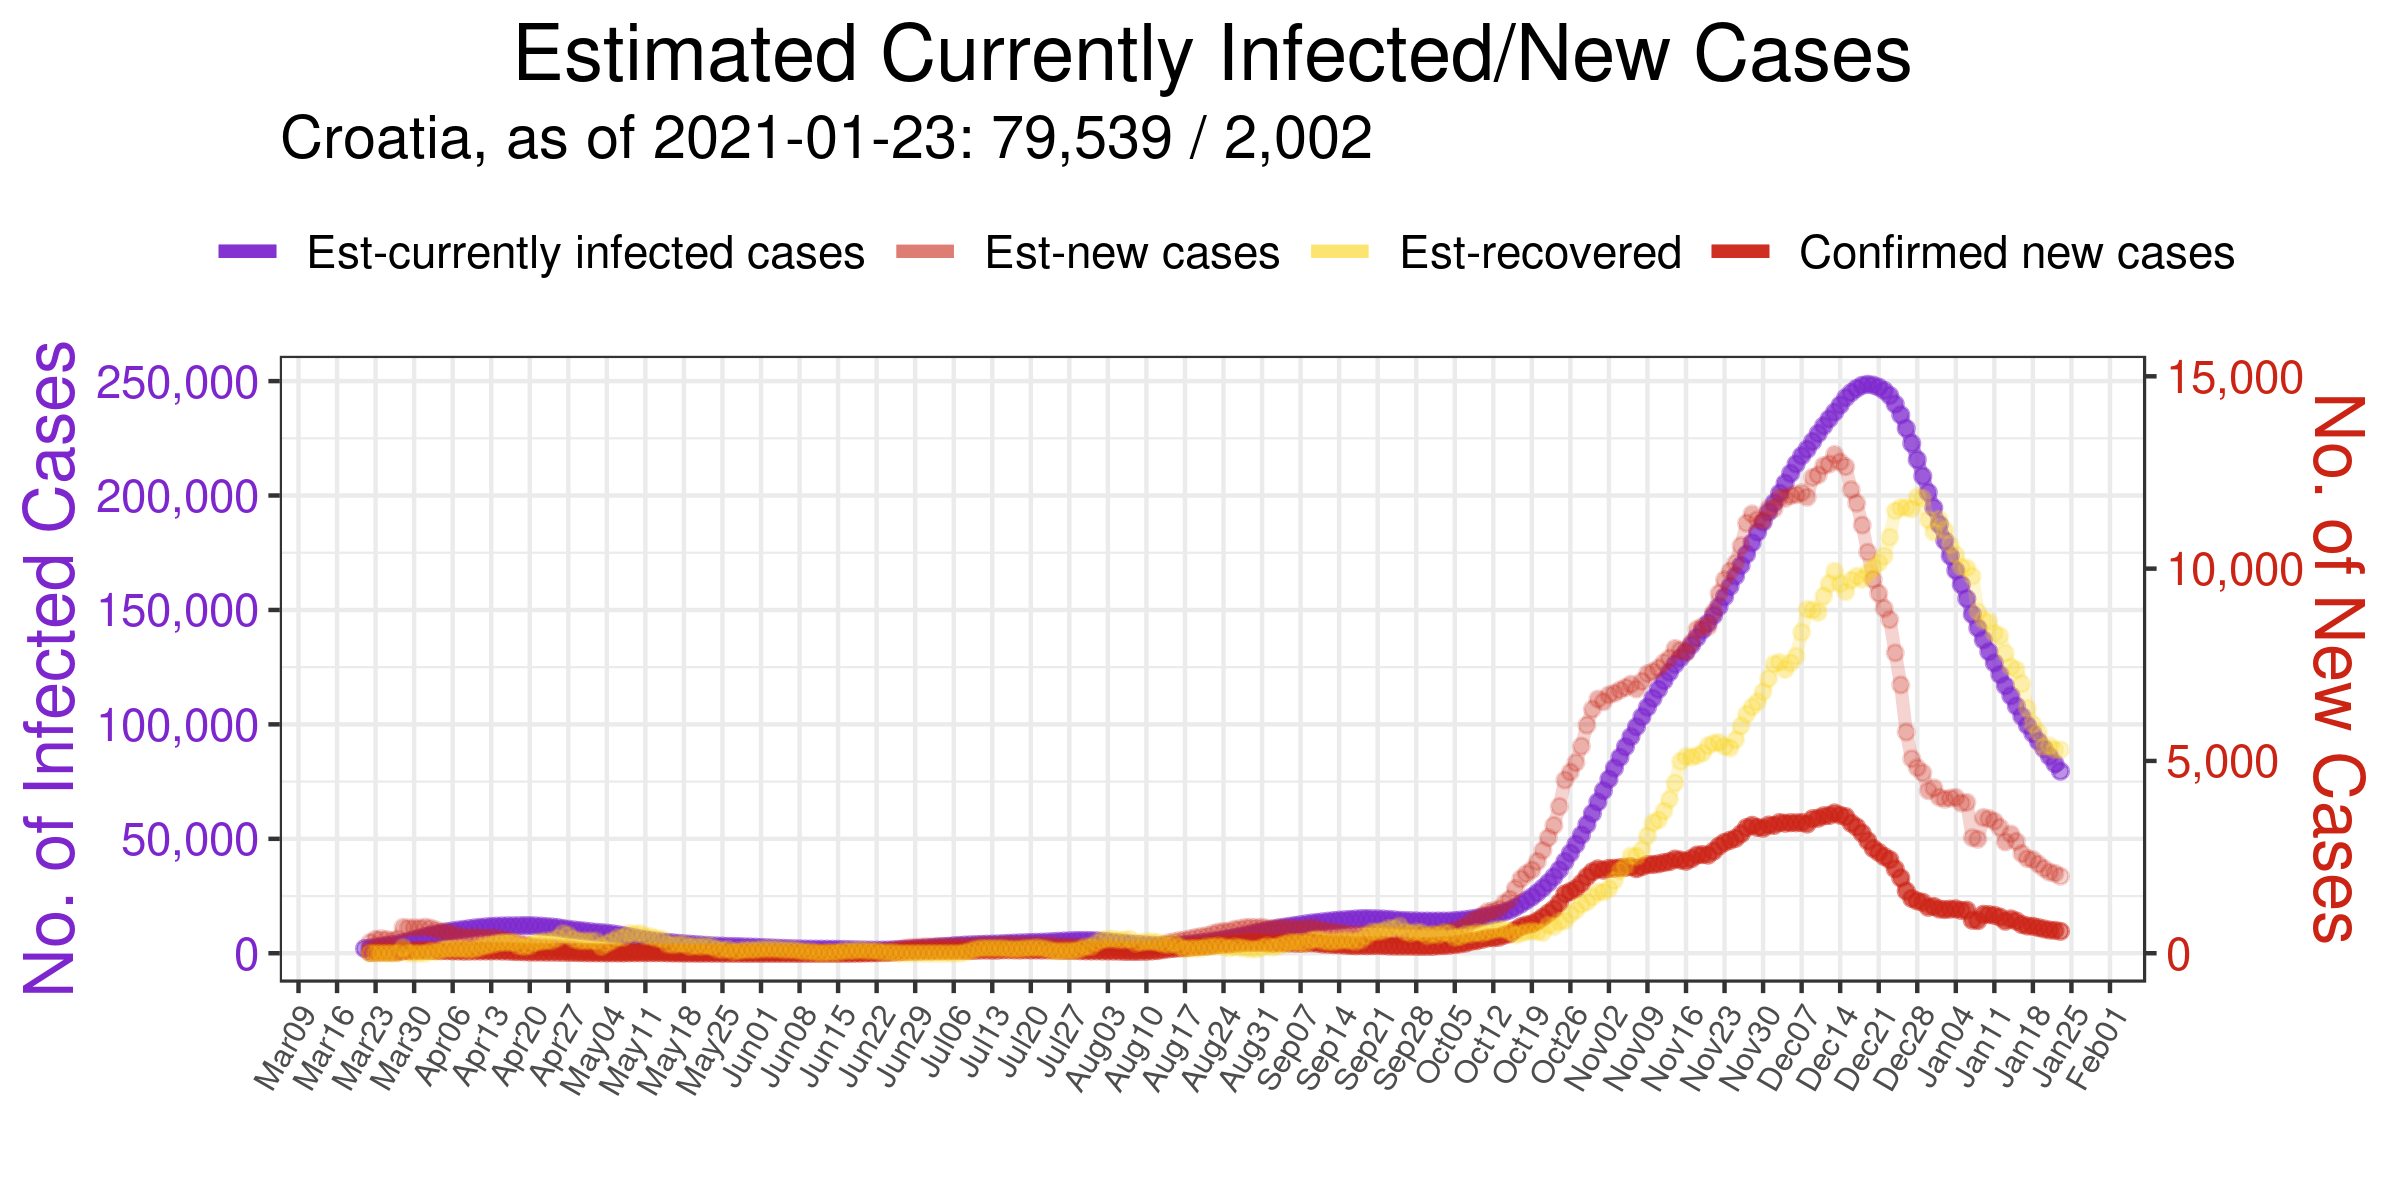 Estimated Currently Infected/New Cases
Croatia, as of 2021-01-23: 79,539 / 2,002
Est-currently infected cases Est-new cases Est-recovered Confirmed new cases
No. of Infected Cases
250,000
200,000
150,000
100,000
50,000
0
15,000
10,000
5,000
0
No. of New Cases
Mar09 Mar16 Mar23 Mar30 Apr06 Apr13 Apr20 Apr27 May04 May11 May18 May25 Jun01 Jun08 Jun15 Jun22 Jun29 Jul06 Jul13 Jul20 Jul27 Aug03 Aug10 Aug17 Aug24 Aug31 Sep07 Sep14 Sep21 Sep28 Oct05 Oct12 Oct19 Oct26 Nov02 Nov09 Nov16 Nov23 Nov30 Dec07 Dec14 Dec21 Dec28 Jan04 Jan11 Jan18 Jan25 Feb01